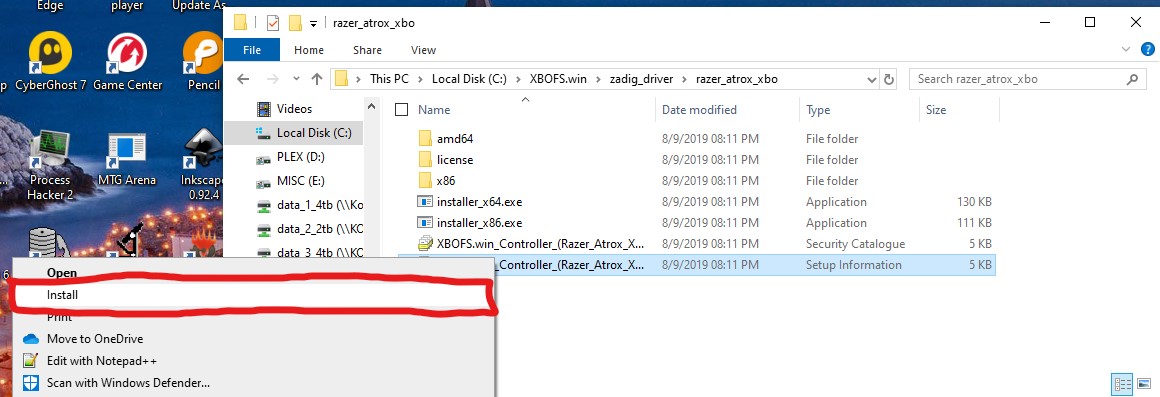 Edge
player
Update As
CyberGhost 7
Game Center
Pencil
p
Process
Hacker 2
MTG Arena
Inkscape
0.92.4
...
6
razer_atrox_xbo
File
Home
Share
View
This PC > Local Disk (C:) > XBOFS.win > zadig_driver > razer_atrox_xbo
Search razer_atrox_xbo
Videos
Local Disk (C:)
PLEX (D:)
MISC (E:)
data_1_4tb (\\Ko
data_2_2tb (\\KO
data_3_4tb (\\Ko
Name Date modified Type Size
amd64 8/9/2019 08:11 PM File folder
license 8/9/2019 08:11 PM File folder
x86 8/9/2019 08:11 PM File folder
installer_x64.exe 8/9/2019 08:11 PM Application 130 KB
installer_x86.exe 8/9/2019 08:11 PM Application 111 KB
XBOFS.win_Controller_(Razer_Atrox_X... 8/9/2019 08:11 PM Security Catalogue 5 KB
_Controller_(Razer_Atrox_X... 8/9/2019 08:11 PM Setup Information 5 KB
Open
Install
Print
Move to OneDrive
Edit with Notepad++
Scan with Windows Defender...